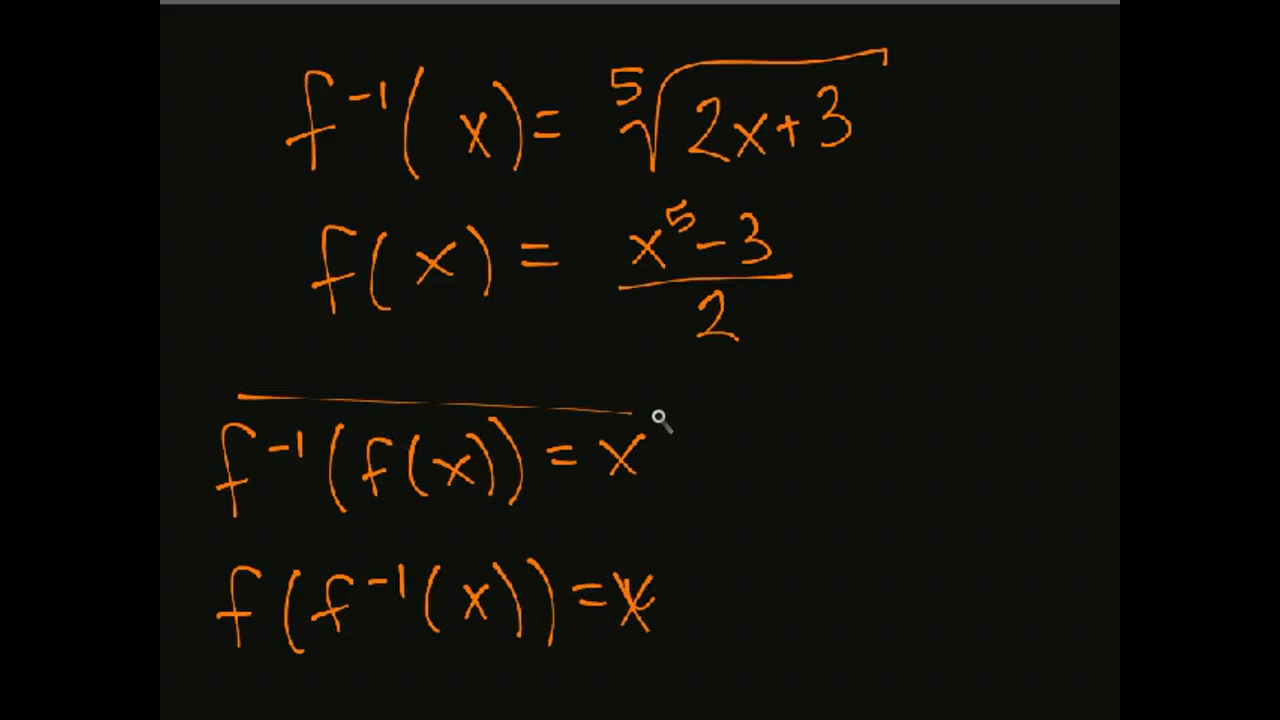 f⁻¹(x) = ⁵√(2x+3)
f(x) = (x⁵-3)/2
f⁻¹(f(x)) = x
f(f⁻¹(x)) = x